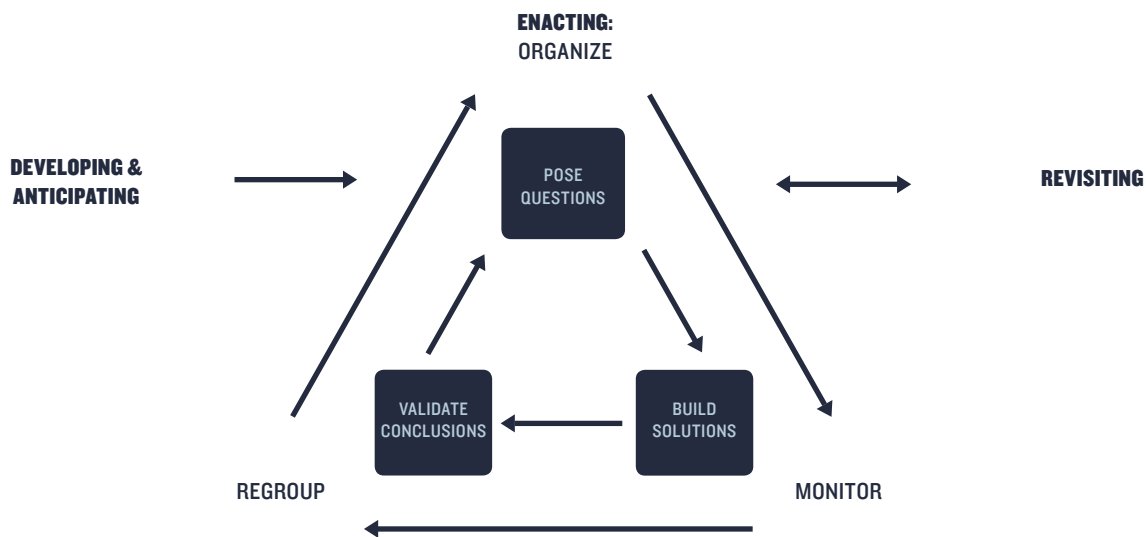 ENACTING:
ORGANIZE
DEVELOPING &
ANTICIPATING
POSE
QUESTIONS
REVISITING
VALIDATE
CONCLUSIONS
BUILD
SOLUTIONS
REGROUP
MONITOR